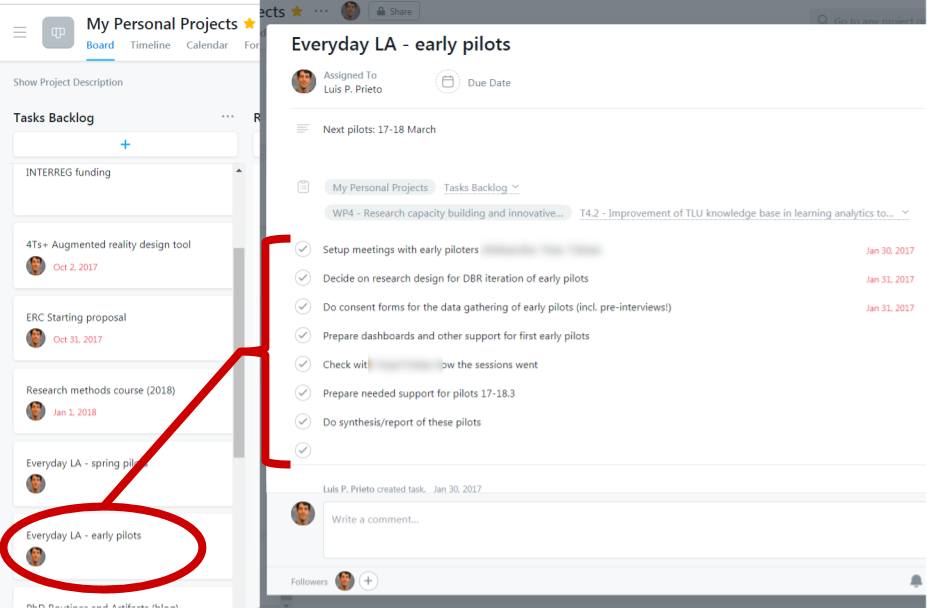 My Personal Projects
Board Timeline Calendar For
Show Project Description
Tasks Backlog ...
+
INTERREG funding
4Ts+ Augmented reality design tool
Oct 2, 2017
ERC Starting proposal
Oct 31, 2017
Research methods course (2018)
Jan 1, 2018
Everyday LA - spring pilots
Everyday LA - early pilots
PhD Routines and Artifacts (blog)
ects ... Share
Go to any project or
R
Everyday LA - early pilots
Assigned To
Luis P. Prieto
Due Date
Next pilots: 17-18 March
My Personal Projects Tasks Backlog
WP4 - Research capacity building and innovative... T4.2 - Improvement of TLU knowledge base in learning analytics to...
Setup meetings with early piloters Jan 30, 2017
Decide on research design for DBR iteration of early pilots Jan 31, 2017
Do consent forms for the data gathering of early pilots (incl. pre-interviews!) Jan 31, 2017
Prepare dashboards and other support for first early pilots
Check wit ow the sessions went
Prepare needed support for pilots 17-18.3
Do synthesis/report of these pilots
Luis P. Prieto created task. Jan 30, 2017
Write a comment...
Followers +